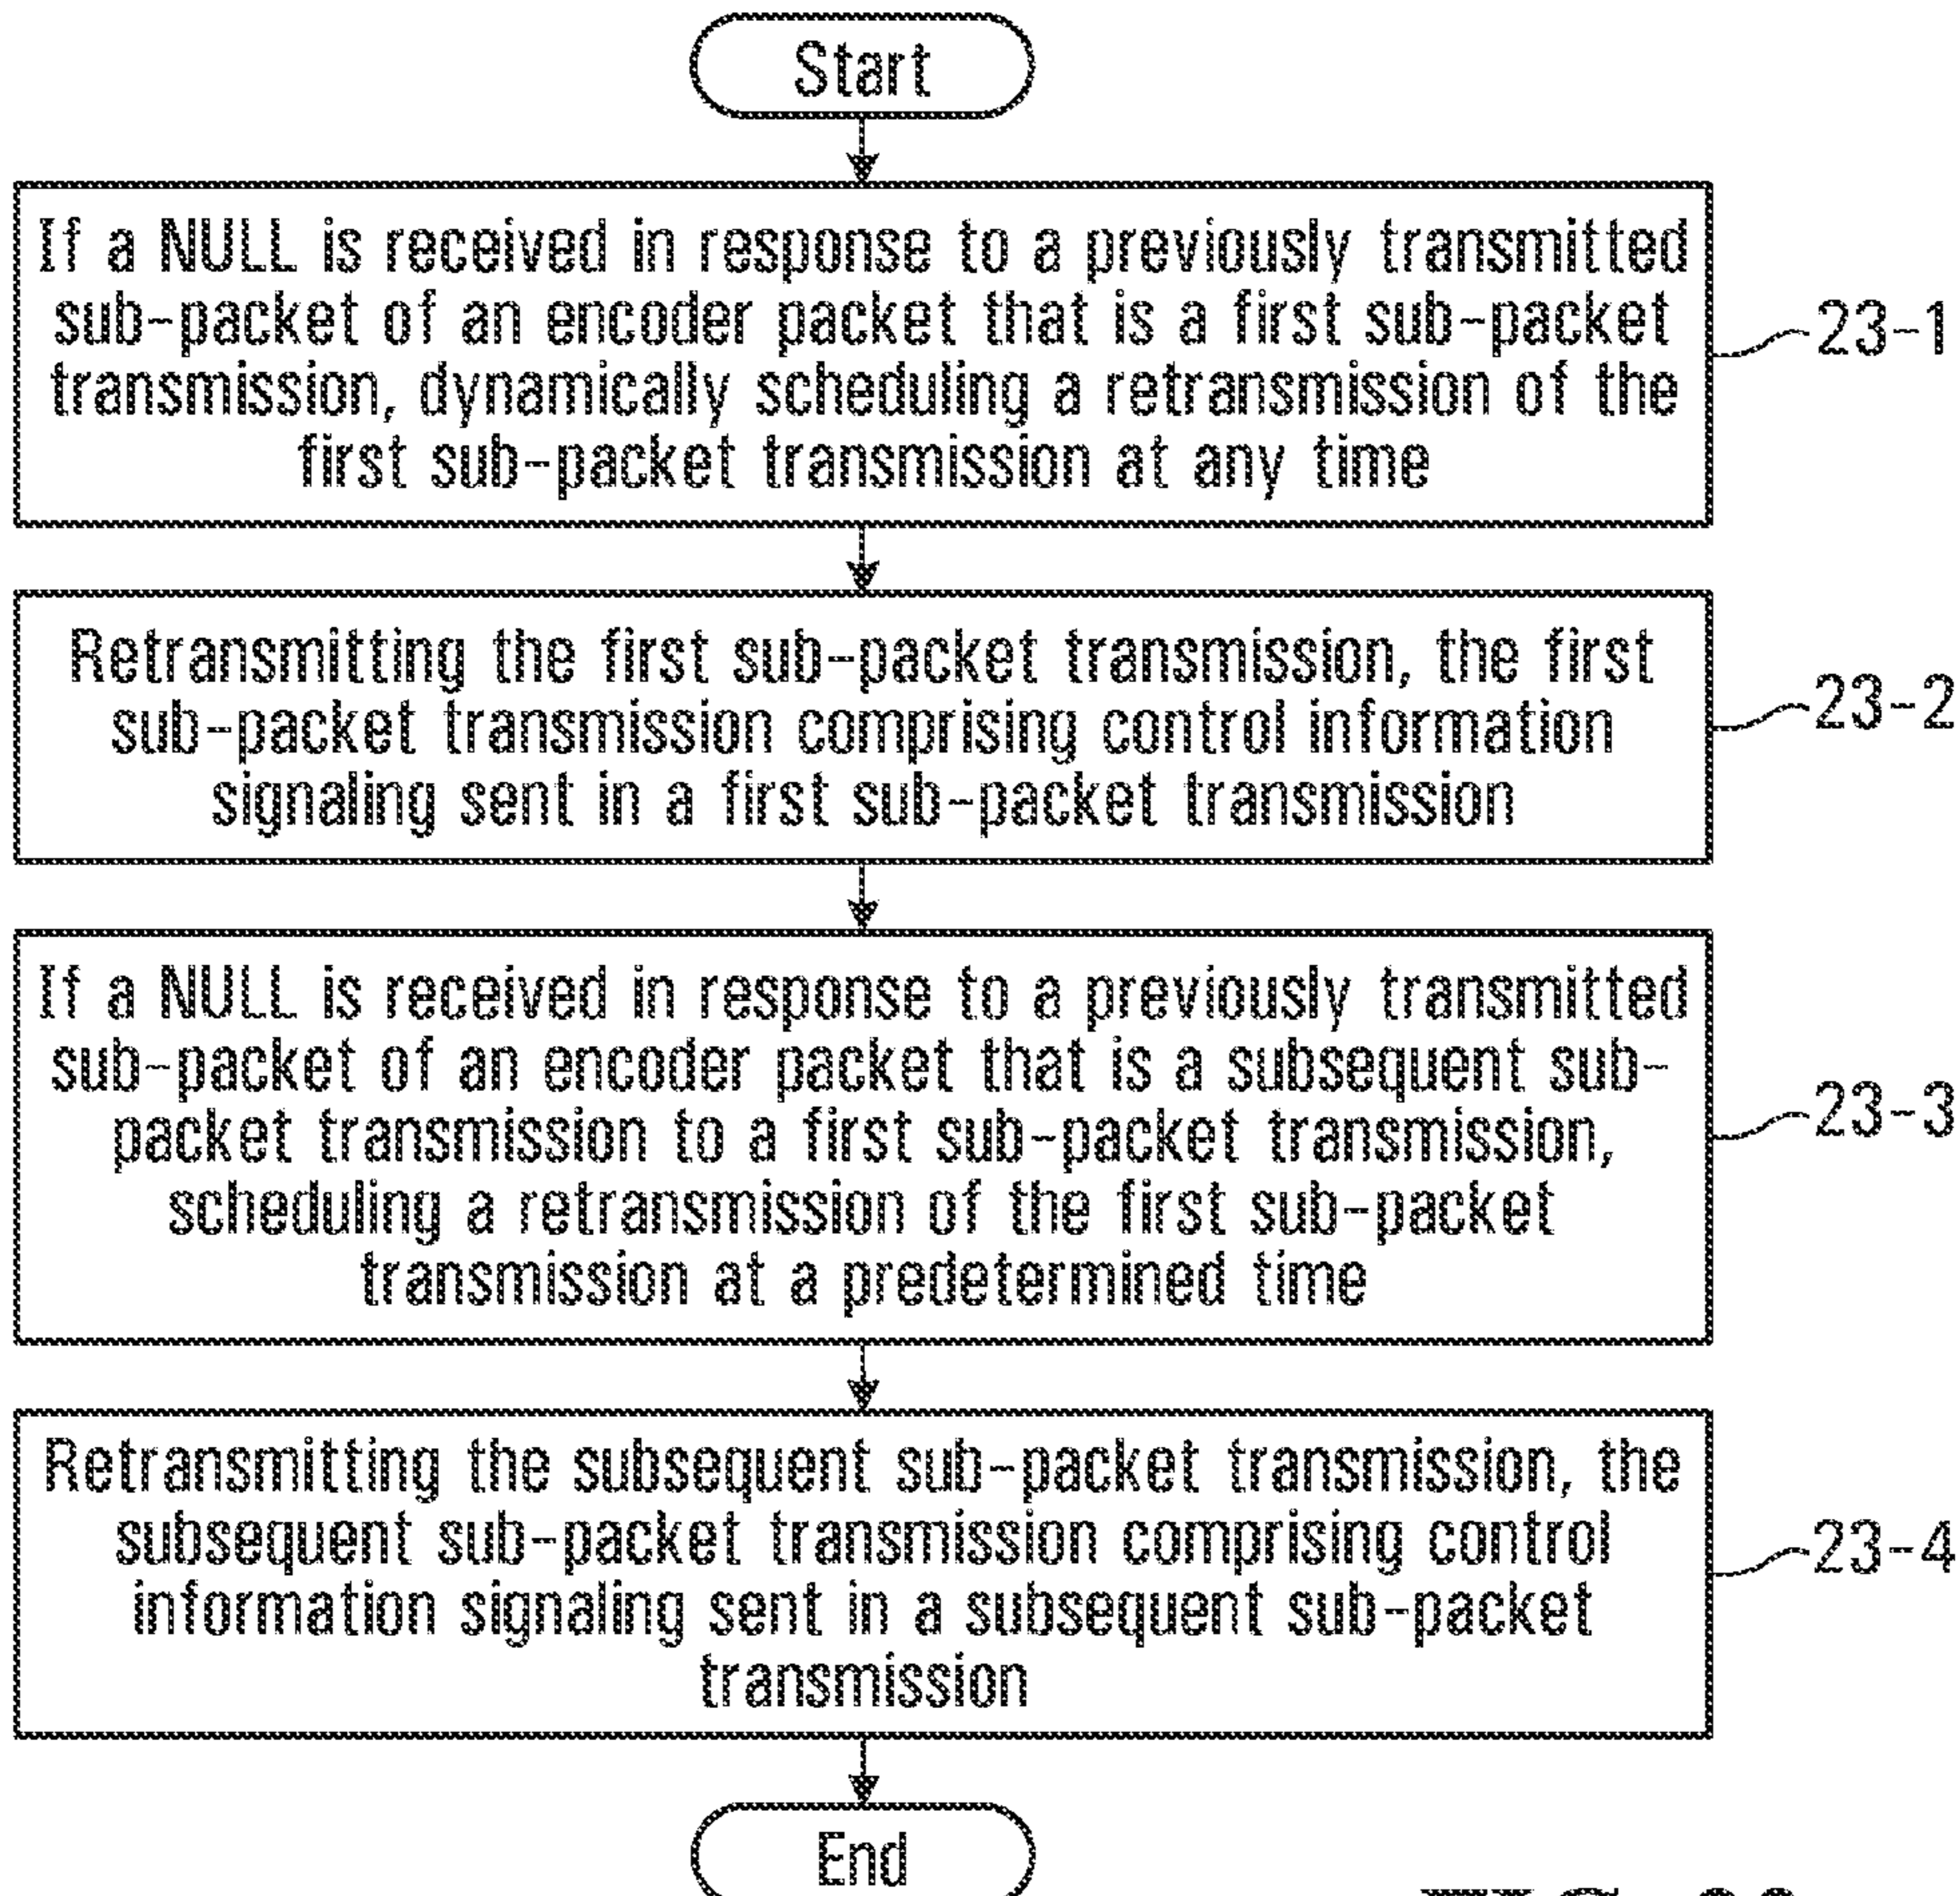 Start
If a NULL is received in response to a previously transmitted
sub-packet of an encoder packet that is a first sub-packet
transmission, dynamically scheduling a retransmission of the
first sub-packet transmission at any time
23-1
Retransmitting the first sub-packet transmission, the first
sub-packet transmission comprising control information
signaling sent in a first sub-packet transmission
23-2
If a NULL is received in response to a previously transmitted
sub-packet of an encoder packet that is a subsequent sub-
packet transmission to a first sub-packet transmission,
scheduling a retransmission of the first sub-packet
transmission at a predetermined time
23-3
Retransmitting the subsequent sub-packet transmission, the
subsequent sub-packet transmission comprising control
information signaling sent in a subsequent sub-packet
transmission
23-4
End